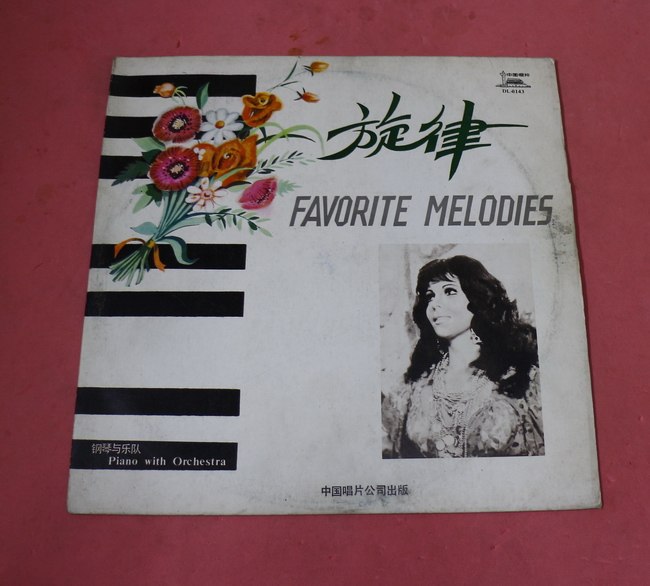 中国唱片
DL-0143
旋律
FAVORITE MELODIES
钢琴与乐队
Piano with Orchestra
中国唱片公司出版